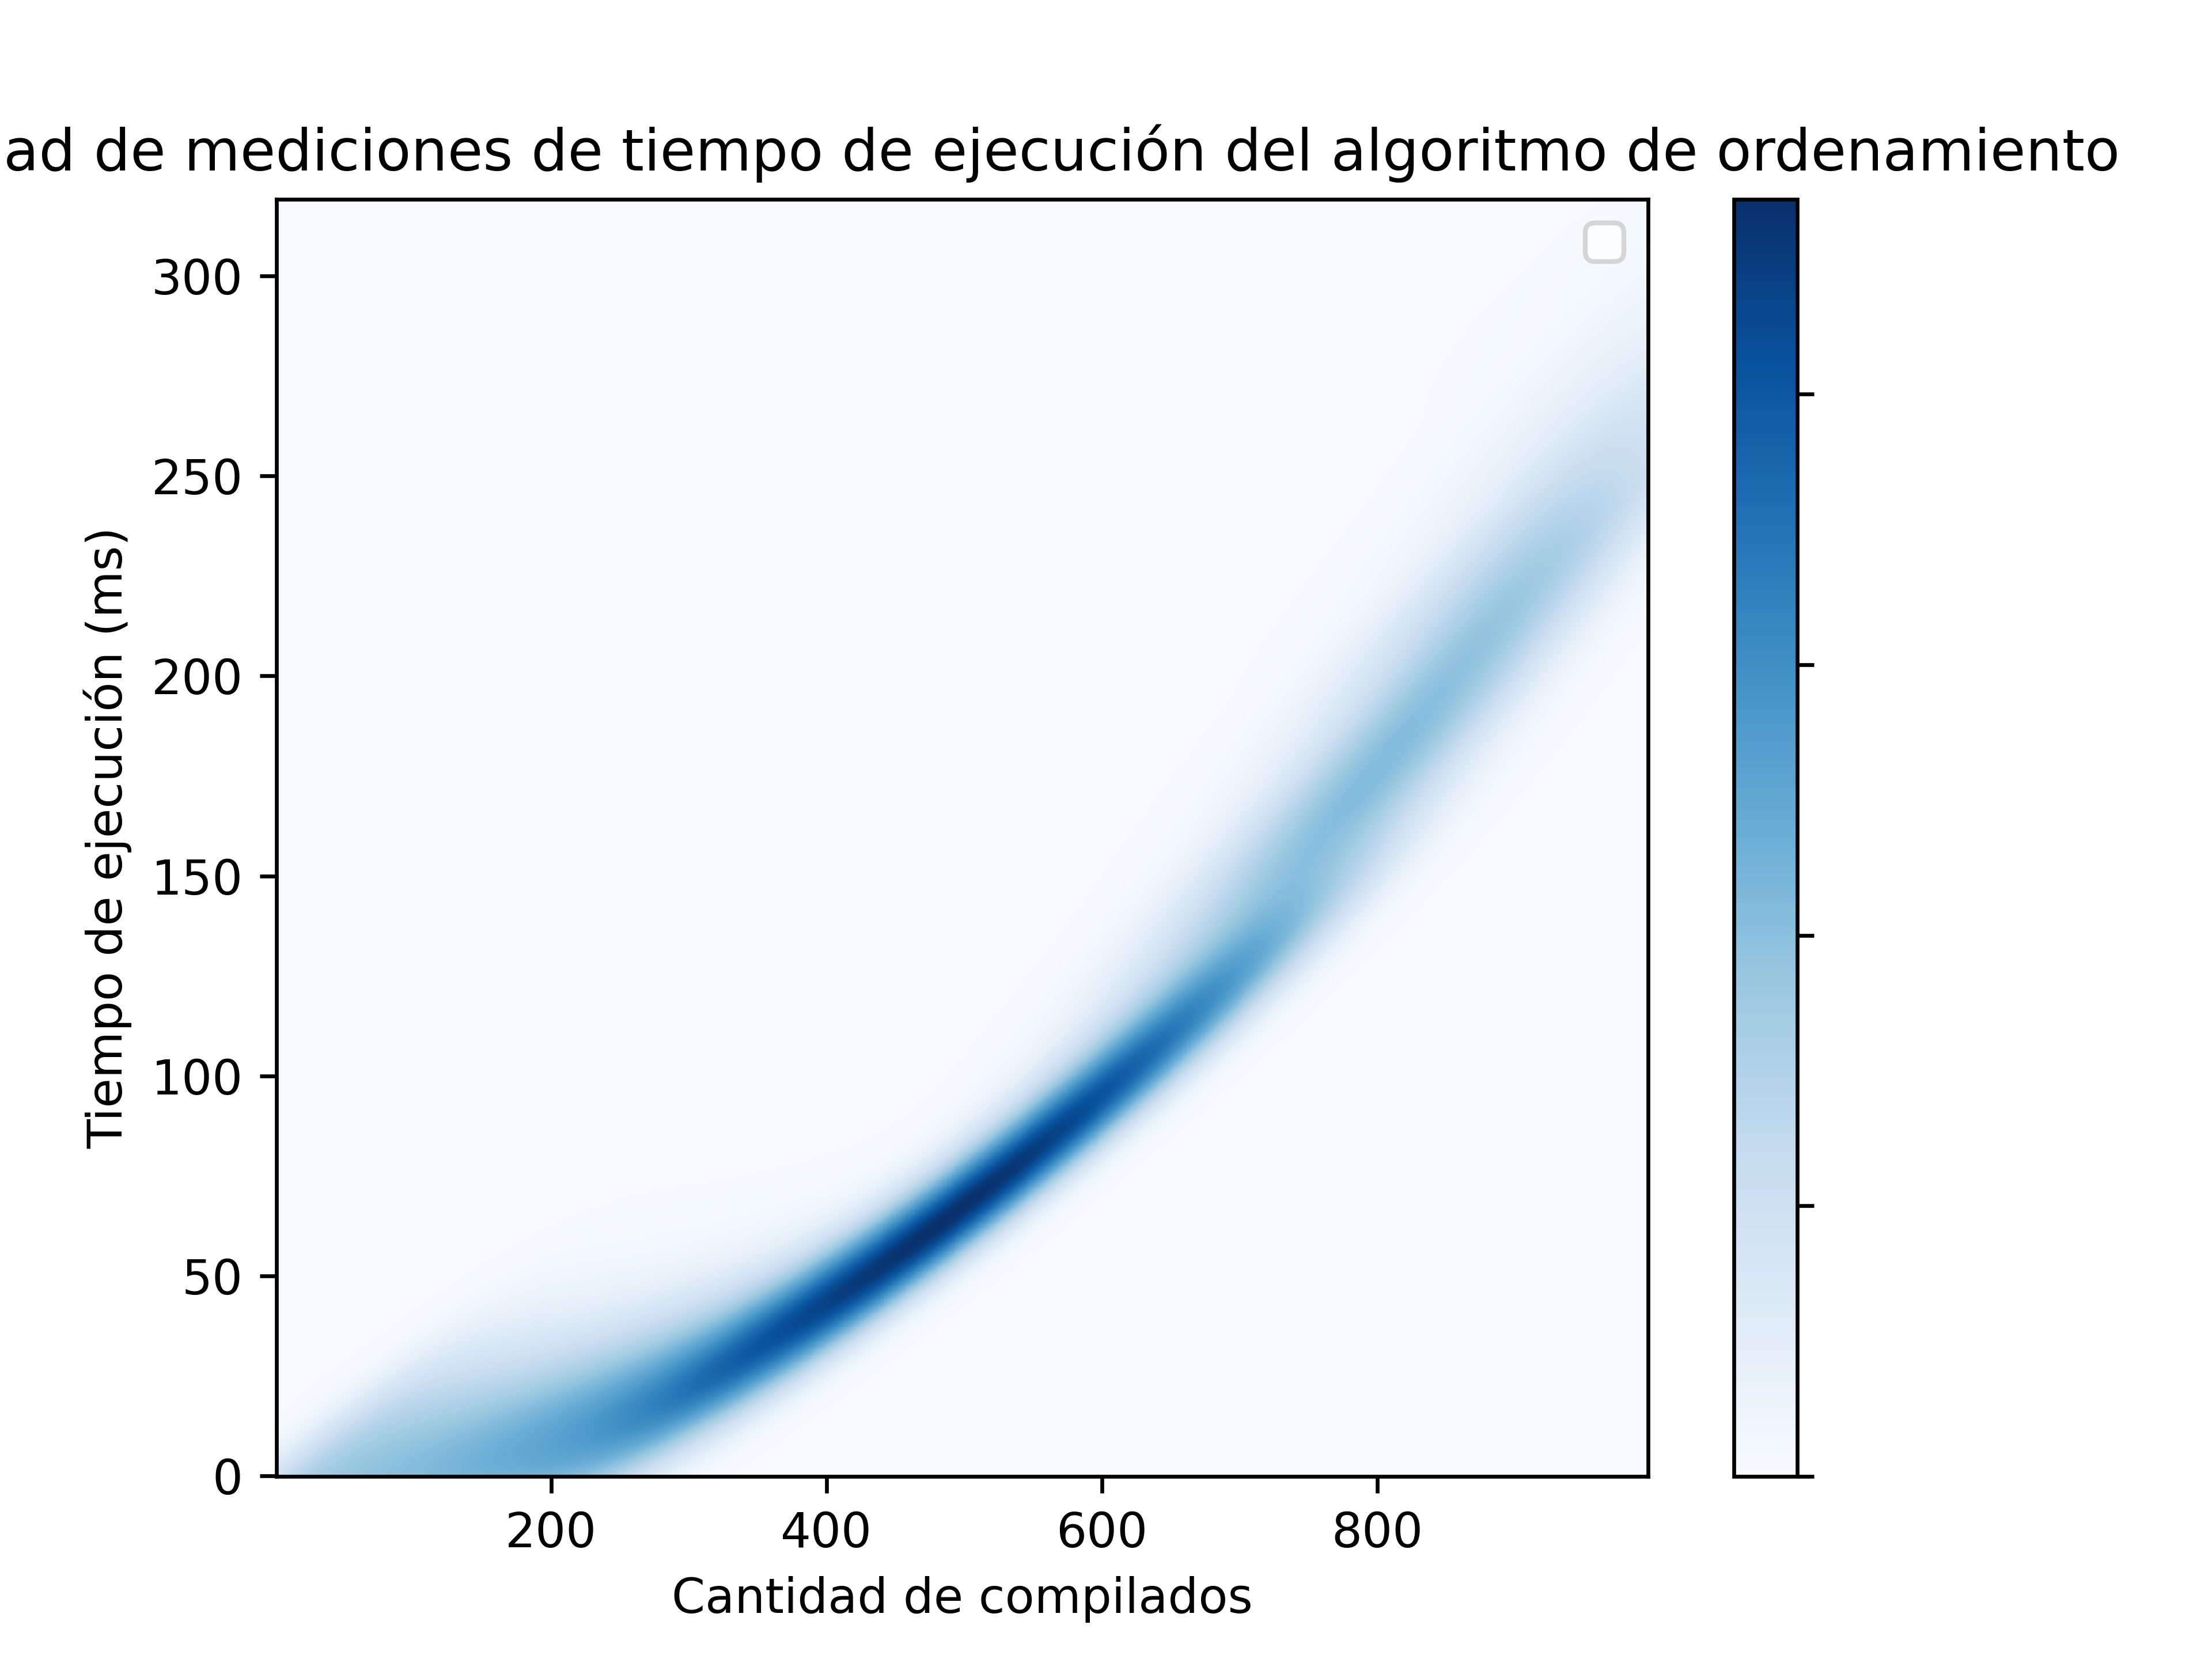 ad de mediciones de tiempo de ejecución del algoritmo de ordenamiento
300
250
200
150
100
50
0
Tiempo de ejecución (ms)
200 400 600 800
Cantidad de compilados